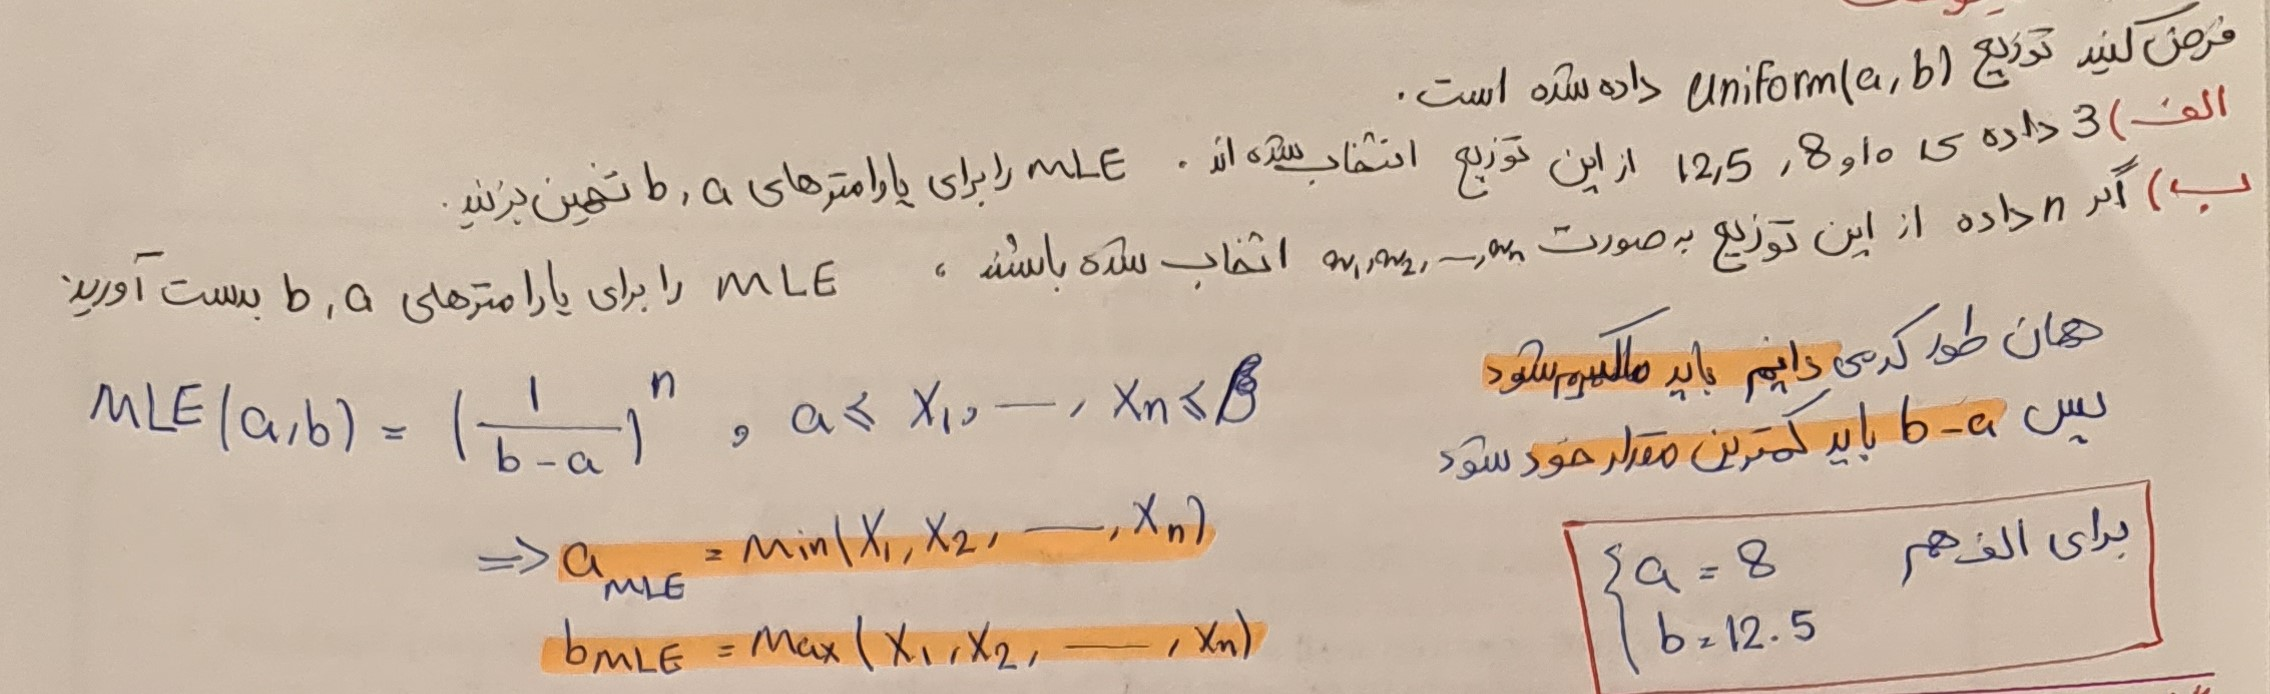 فرض کنید توزیع uniform(a,b) داده شده است.
الف) 3 داده ی 10 و 8 , 12,5 از این توزیع انتخاب شده اند. MLE را برای پارامترهای b, a تخمین بزنید.
ب) اگر n داده از این توزیع به صورت x1, x2, —, xn انتخاب شده باشند، MLE را برای پارامترهای b, a بدست آورید
همان طور که می دانیم باید ماکسیمم شود
پس b-a باید کمترین مقدار خود شود
MLE(a,b) = (1/(b-a))^n , a ≤ X1, —, Xn ≤ β
=> a_MLE = Min(X1, X2, —, Xn)
b_MLE = Max(X1, X2, —, Xn)
برای الف هم { a = 8
b = 12.5